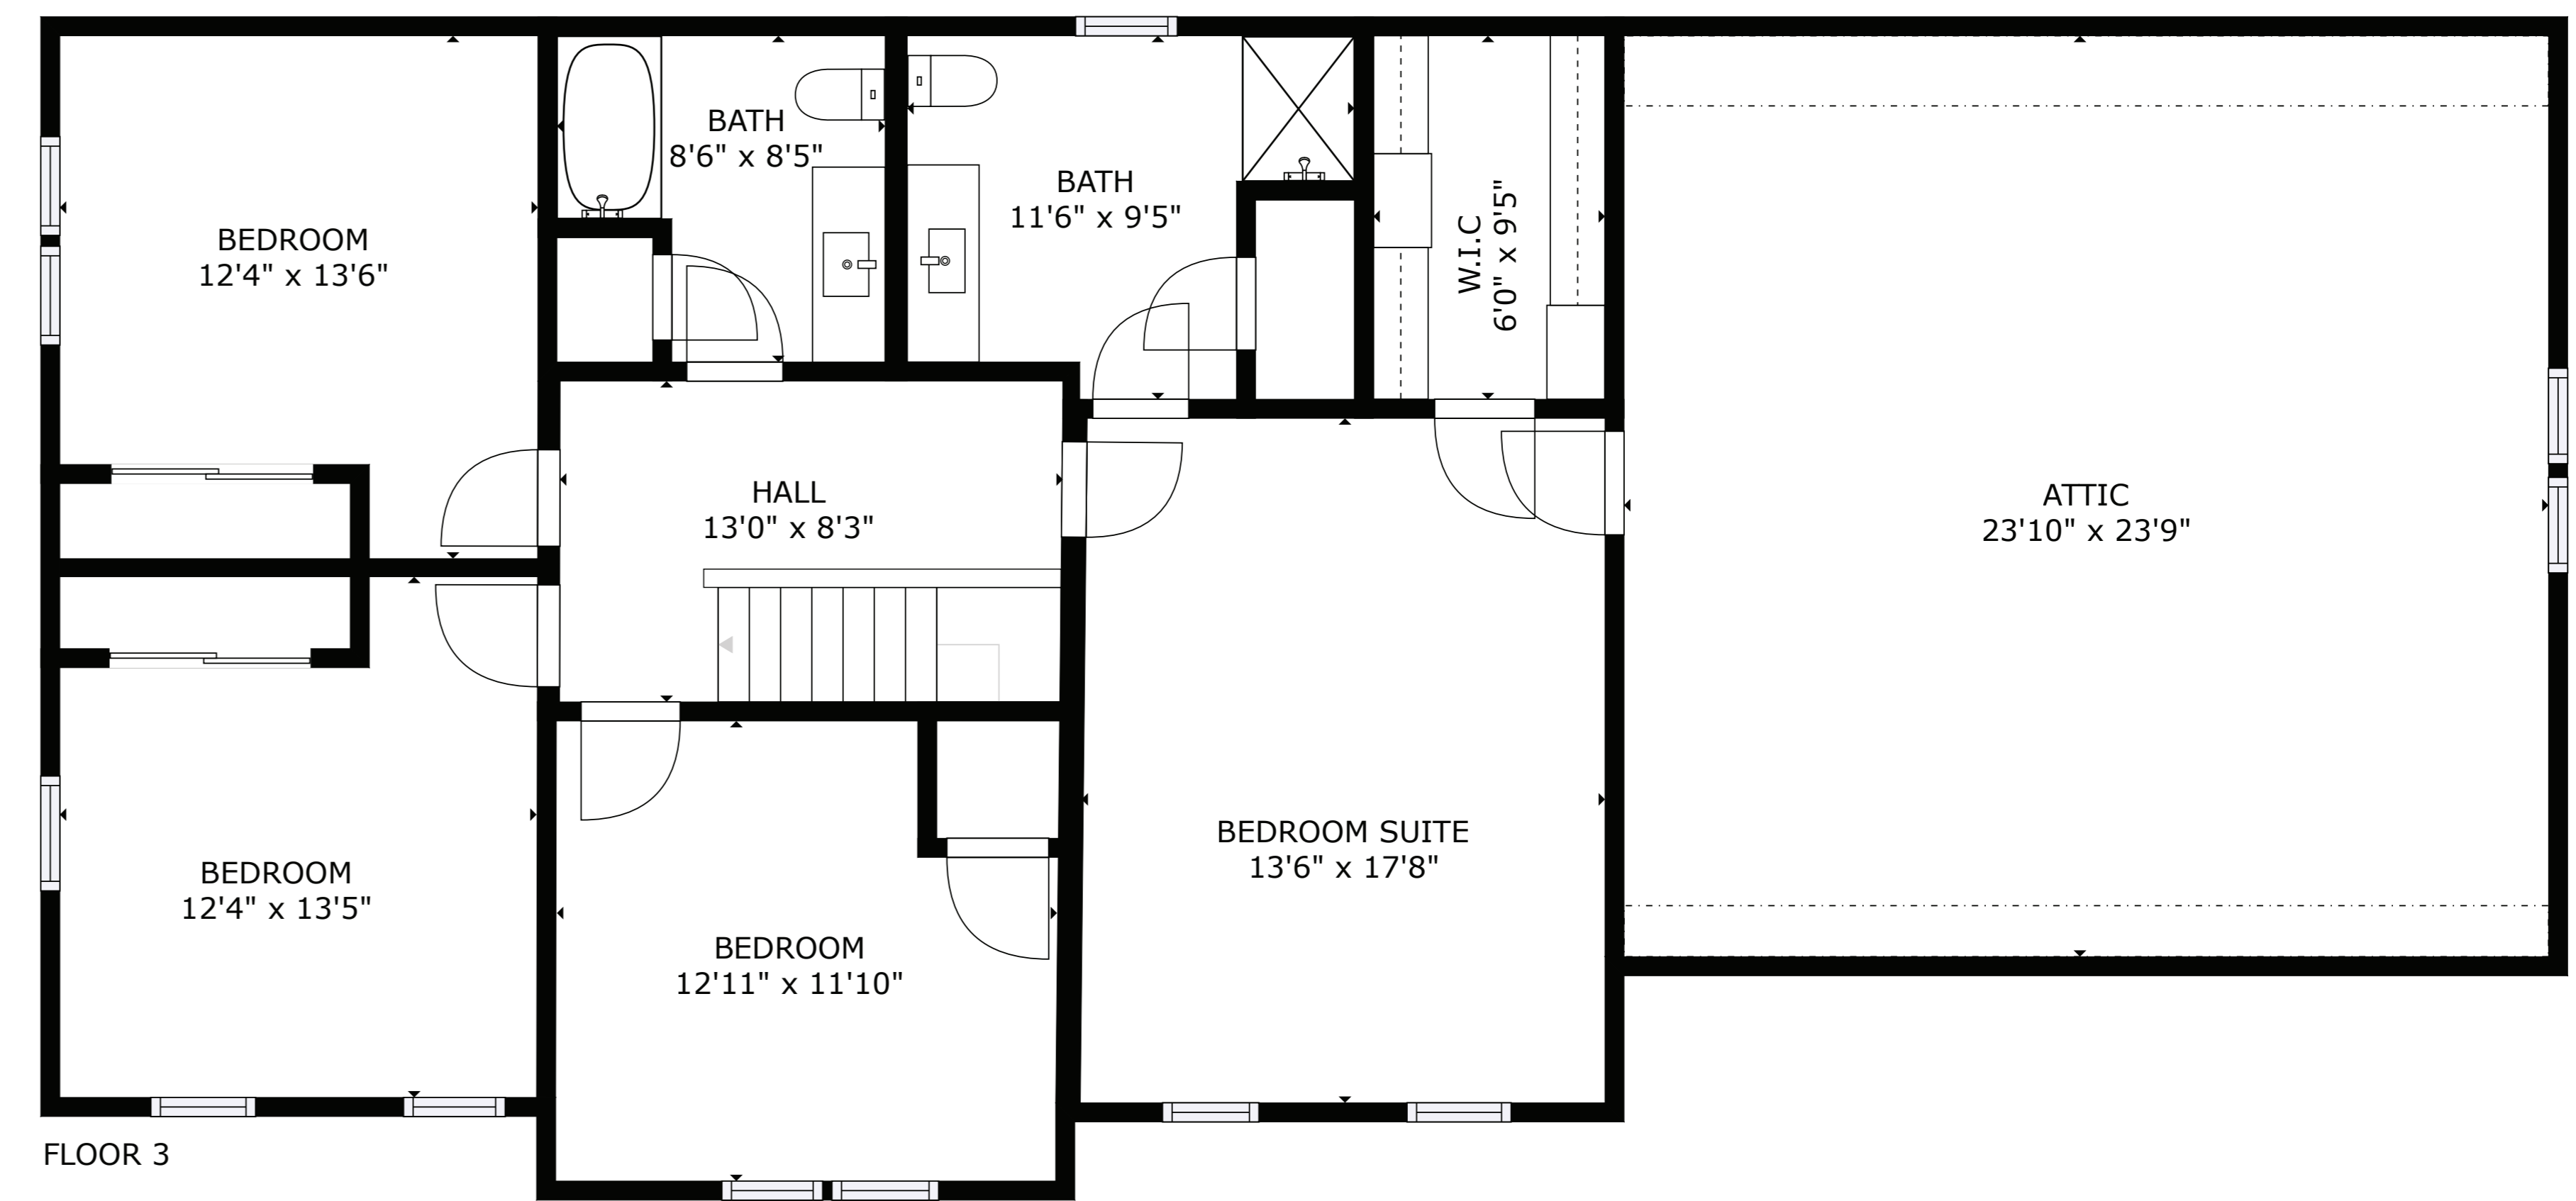 BATH
8'6" x 8'5"
BATH
11'6" x 9'5"
W.I.C
6'0" x 9'5"
BEDROOM
12'4" x 13'6"
HALL
13'0" x 8'3"
ATTIC
23'10" x 23'9"
BEDROOM SUITE
13'6" x 17'8"
BEDROOM
12'4" x 13'5"
BEDROOM
12'11" x 11'10"
FLOOR 3